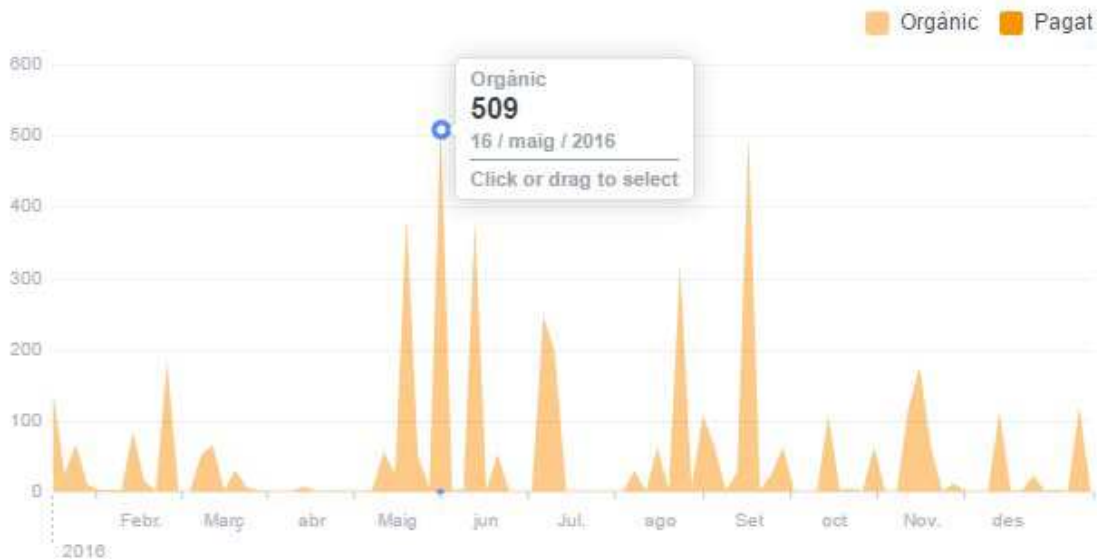 Orgànic Pagat
600
Orgànic
509
16 / maig / 2016
Click or drag to select
500
400
300
200
100
0
Febr. Març abr Maig jun Jul. ago Set oct Nov. des
2016